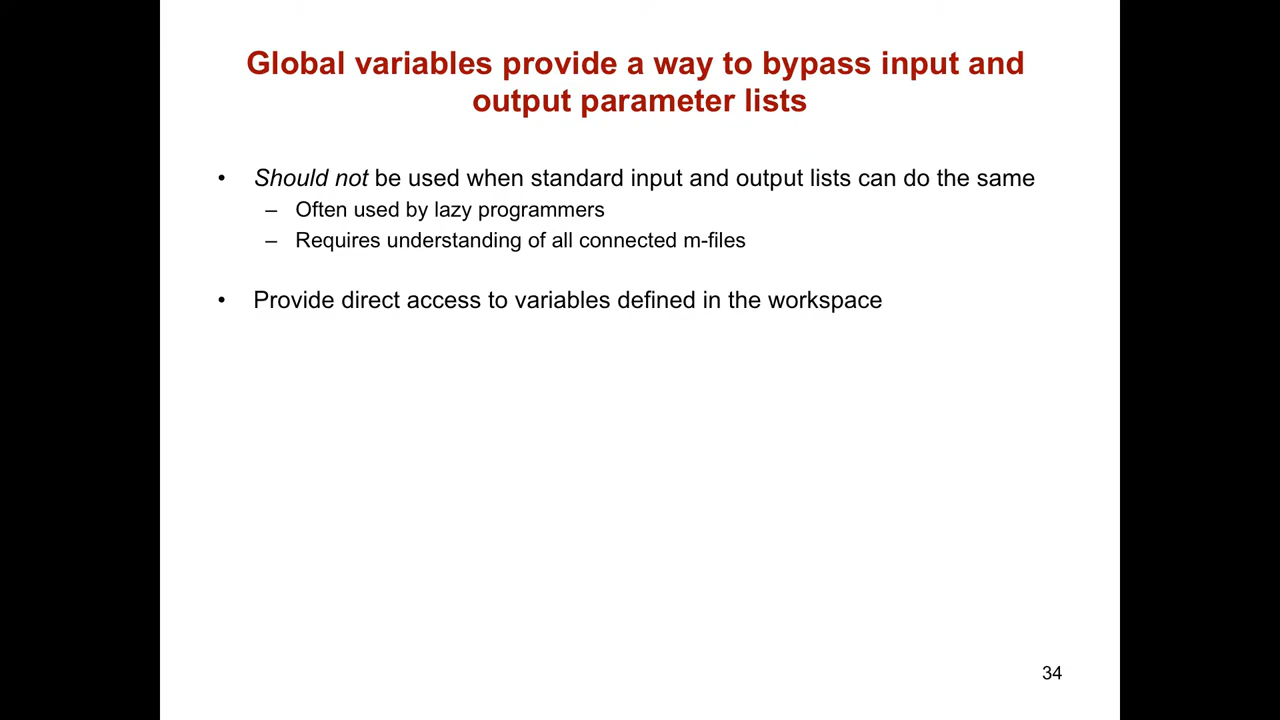 Global variables provide a way to bypass input and
output parameter lists
• Should not be used when standard input and output lists can do the same
– Often used by lazy programmers
– Requires understanding of all connected m-files
• Provide direct access to variables defined in the workspace
34